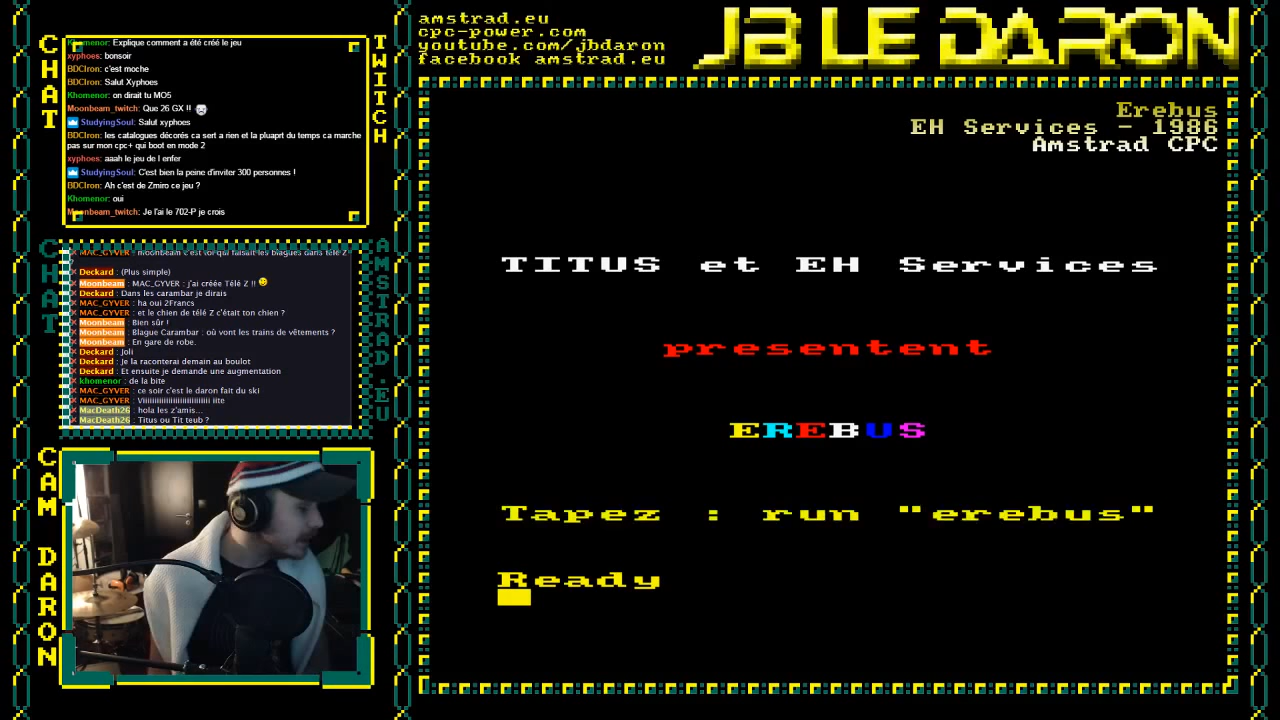 CHAT
Khomenor: Explique comment a été créé le jeu
xyphoes: bonsoir
BDCIron: c'est moche
BDCIron: Salut Xyphoes
Khomenor: on dirait tu MO5
Moonbeam_twitch: Que 26 GX !!
StudyingSoul: Salut xyphoes
BDCIron: les catalogues décorés ca sert a rien et la pluaprt du temps ca marche
pas sur mon cpc+ qui boot en mode 2
xyphoes: aaah le jeu de l enfer
StudyingSoul: C'est bien la peine d'inviter 300 personnes !
BDCIron: Ah c'est de Zmiro ce jeu ?
Khomenor: oui
Moonbeam_twitch: Je l'ai le 702-P je crois
TWITCH
CHAT
MAC_GYVER : moonbeam c'est toi qui faisait les blagues dans télé Z
?
Deckard : (Plus simple)
Moonbeam : MAC_GYVER : j'ai créée Télé Z !!
Deckard : Dans les carambar je dirais
MAC_GYVER : ha oui 2Francs
MAC_GYVER : et le chien de télé Z c'était ton chien ?
Moonbeam : Bien sûr !
Moonbeam : Blague Carambar : où vont les trains de vêtements ?
Moonbeam : En gare de robe.
Deckard : Joli
Deckard : Je la raconterai demain au boulot
Deckard : Et ensuite je demande une augmentation
khomenor : de la bite
MAC_GYVER : ce soir c'est le daron fait du ski
MacDeath26 : hola les z'amis...
MacDeath26 : Titus ou Tit teub ?
AMSTRAD.EU
CAM DARON
amstrad.eu
cpc-power.com
youtube.com/jbdaron
facebook amstrad.eu
JB LE DARON
Erebus
EH Services - 1986
Amstrad CPC
TITUS et EH Services
presentent
EREBUS
Tapez : run "erebus"
Ready